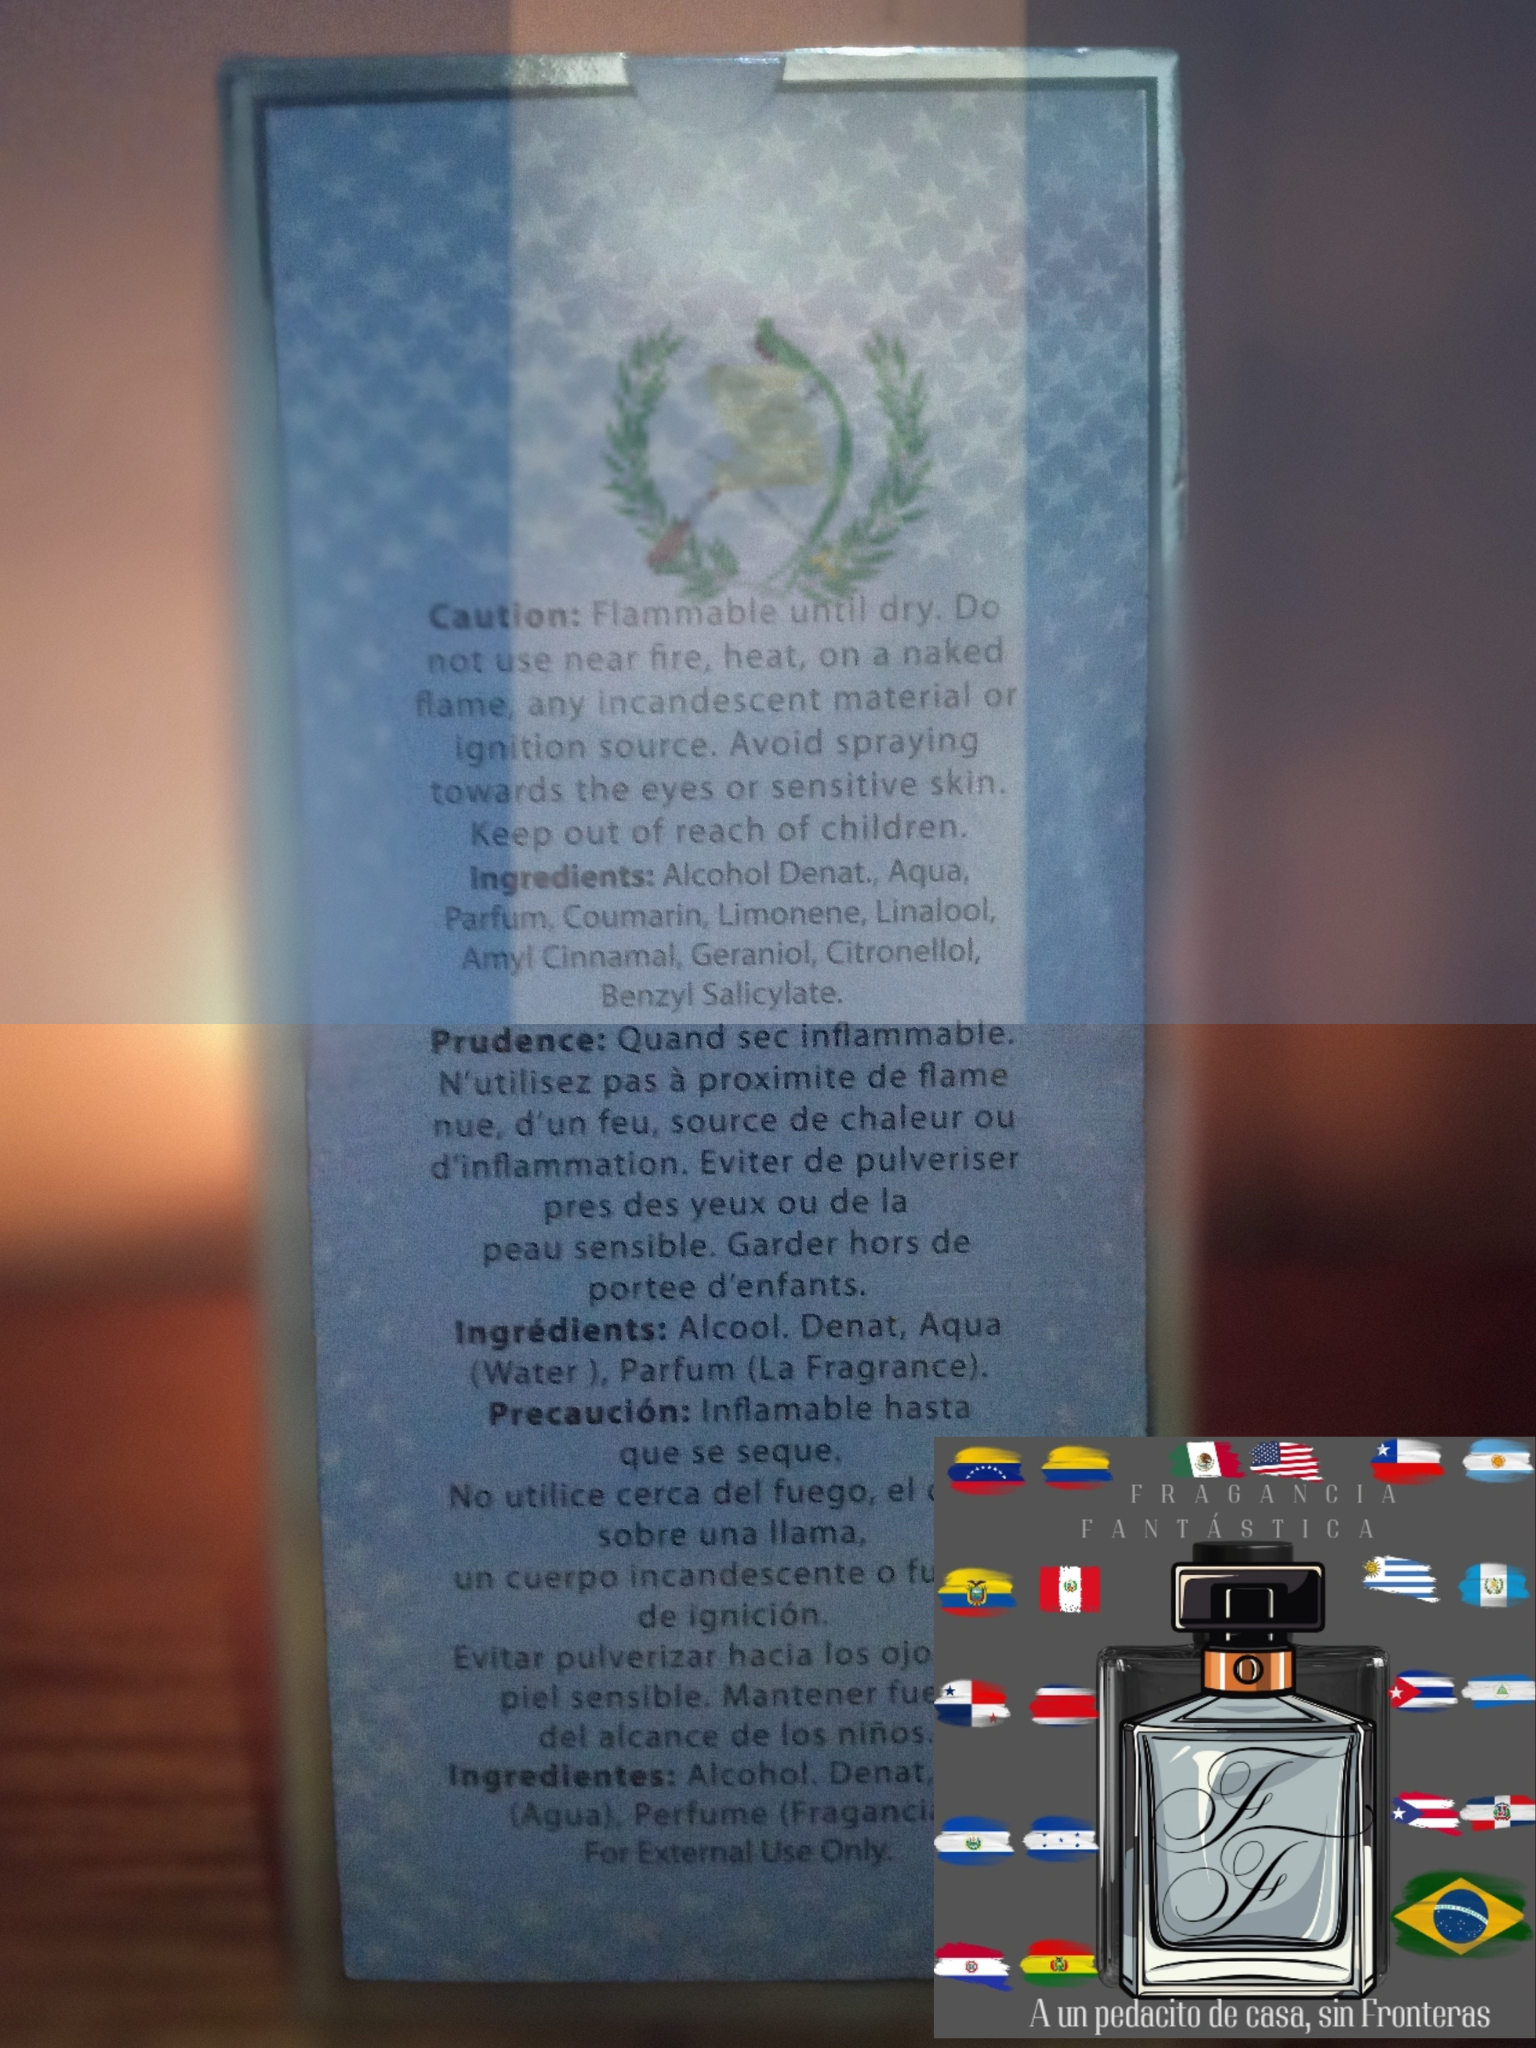 Caution: Flammable until dry. Do
not use near fire, heat, on a naked
flame, any incandescent material or
ignition source. Avoid spraying
towards the eyes or sensitive skin.
Keep out of reach of children.
Ingredients: Alcohol Denat., Aqua,
Parfum, Coumarin, Limonene, Linalool,
Amyl Cinnamal, Geraniol, Citronellol,
Benzyl Salicylate.
Prudence: Quand sec inflammable.
N'utilisez pas à proximite de flame
nue, d'un feu, source de chaleur ou
d'inflammation. Eviter de pulveriser
pres des yeux ou de la
peau sensible. Garder hors de
portee d'enfants.
Ingrédients: Alcool. Denat, Aqua
(Water ), Parfum (La Fragrance).
Precaución: Inflamable hasta
que se seque.
No utilice cerca del fuego, el
sobre una llama,
un cuerpo incandescente o
de ignición.
Evitar pulverizar hacia los
piel sensible. Mantener
del alcance de los niños.
Ingredientes: Alcohol. Denat,
(Agua), Perfume
For External Use Only.
FRAGANCIA
FANTÁSTICA
F
F
A un pedacito de casa, sin Fronteras